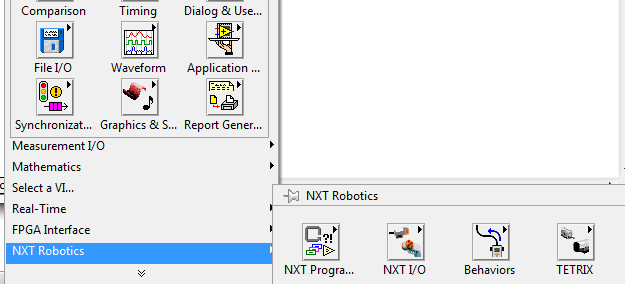 Comparison Timing Dialog & Use...
File I/O Waveform Application ...
Synchronizat... Graphics & S... Report Gener...
Measurement I/O
Mathematics
Select a VI...
Real-Time
FPGA Interface
NXT Robotics
NXT Robotics
NXT Progra... NXT I/O Behaviors TETRIX